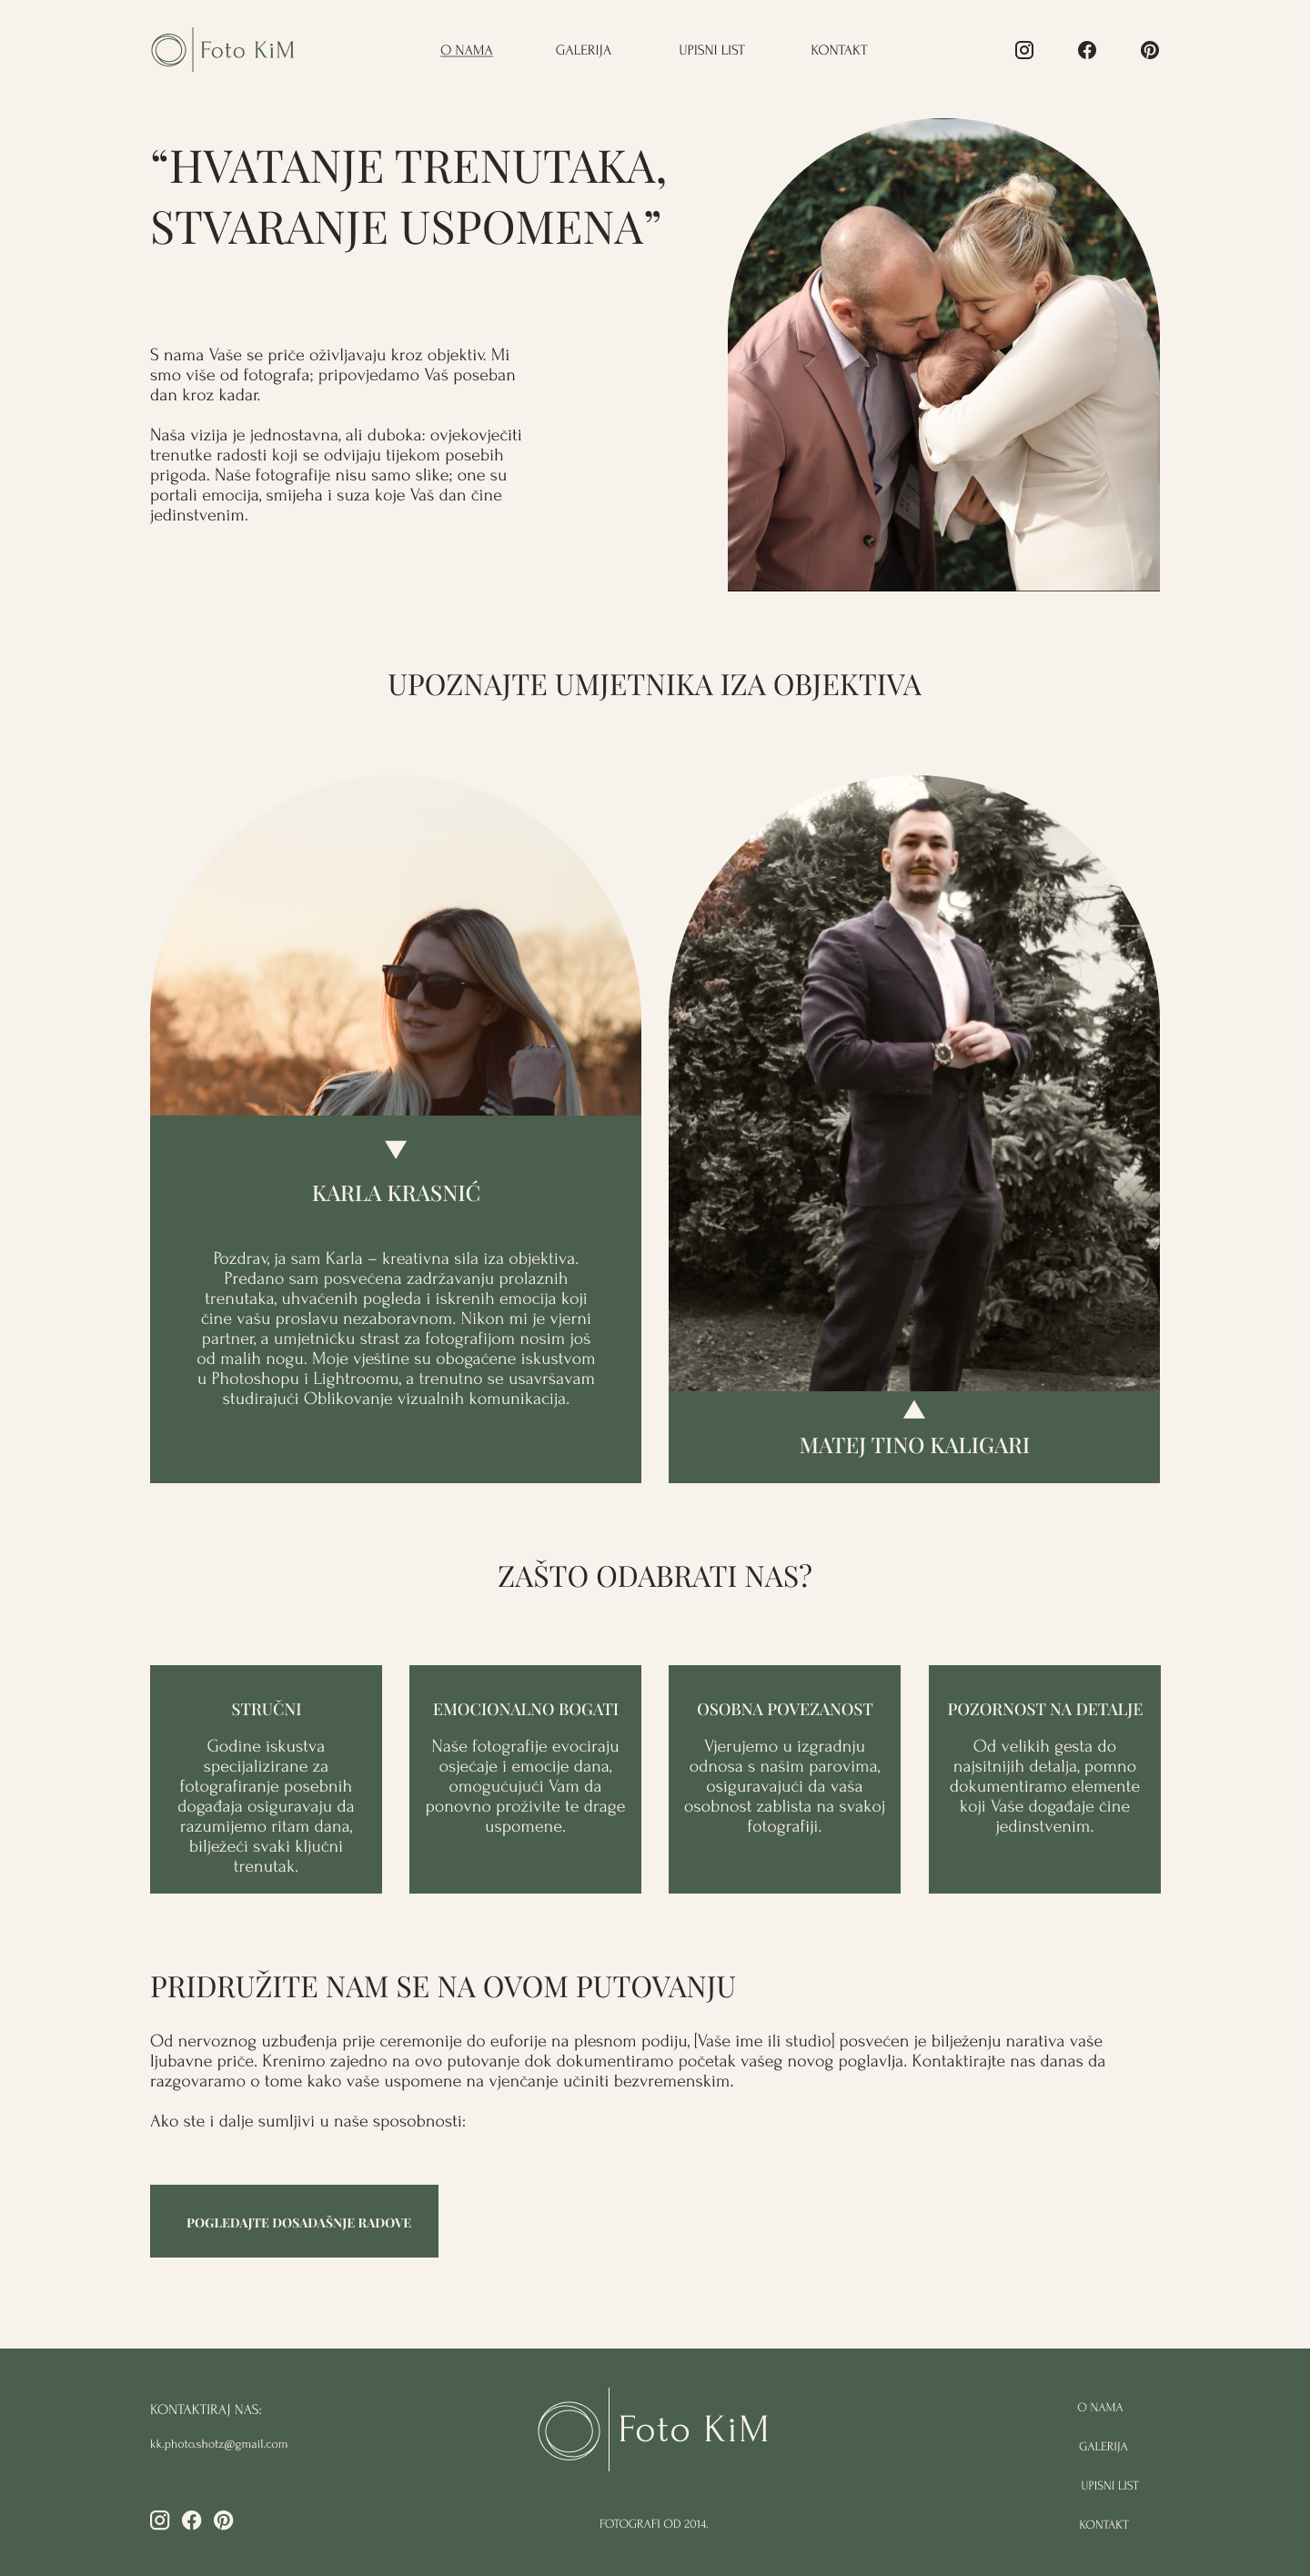 Foto KiM
O NAMA
GALERIJA
UPISNI LIST
KONTAKT
“HVATANJE TRENUTAKA,
STVARANJE USPOMENA”
S nama Vaše se priče oživljavaju kroz objektiv. Mi
smo više od fotografa; pripovjedamo Vaš poseban
dan kroz kadar.
Naša vizija je jednostavna, ali duboka: ovjekovječiti
trenutke radosti koji se odvijaju tijekom posebih
prigoda. Naše fotografije nisu samo slike; one su
portali emocija, smijeha i suza koje Vaš dan čine
jedinstvenim.
UPOZNAJTE UMJETNIKA IZA OBJEKTIVA
KARLA KRASNIĆ
Pozdrav, ja sam Karla – kreativna sila iza objektiva.
Predano sam posvećena zadržavanju prolaznih
trenutaka, uhvaćenih pogleda i iskrenih emocija koji
čine vašu proslavu nezaboravnom. Nikon mi je vjerni
partner, a umjetničku strast za fotografijom nosim još
od malih nogu. Moje vještine su obogaćene iskustvom
u Photoshopu i Lightroomu, a trenutno se usavršavam
studirajući Oblikovanje vizualnih komunikacija.
MATEJ TINO KALIGARI
ZAŠTO ODABRATI NAS?
STRUČNI
Godine iskustva
specijalizirane za
fotografiranje posebnih
događaja osiguravaju da
razumijemo ritam dana,
bilježeći svaki ključni
trenutak.
EMOCIONALNO BOGATI
Naše fotografije evociraju
osjećaje i emocije dana,
omogućujući Vam da
ponovno proživite te drage
uspomene.
OSOBNA POVEZANOST
Vjerujemo u izgradnju
odnosa s našim parovima,
osiguravajući da vaša
osobnost zablista na svakoj
fotografiji.
POZORNOST NA DETALJE
Od velikih gesta do
najsitnijih detalja, pomno
dokumentiramo elemente
koji Vaše događaje čine
jedinstvenim.
PRIDRUŽITE NAM SE NA OVOM PUTOVANJU
Od nervoznog uzbuđenja prije ceremonije do euforije na plesnom podiju, [Vaše ime ili studio] posvećen je bilježenju narativa vaše
ljubavne priče. Krenimo zajedno na ovo putovanje dok dokumentiramo početak vašeg novog poglavlja. Kontaktirajte nas danas da
razgovaramo o tome kako vaše uspomene na vjenčanje učiniti bezvremenskim.
Ako ste i dalje sumljivi u naše sposobnosti:
POGLEDAJTE DOSADAŠNJE RADOVE
KONTAKTIRAJ NAS:
kk.photo.shotz@gmail.com
Foto KiM
FOTOGRAFI OD 2014.
O NAMA
GALERIJA
UPISNI LIST
KONTAKT